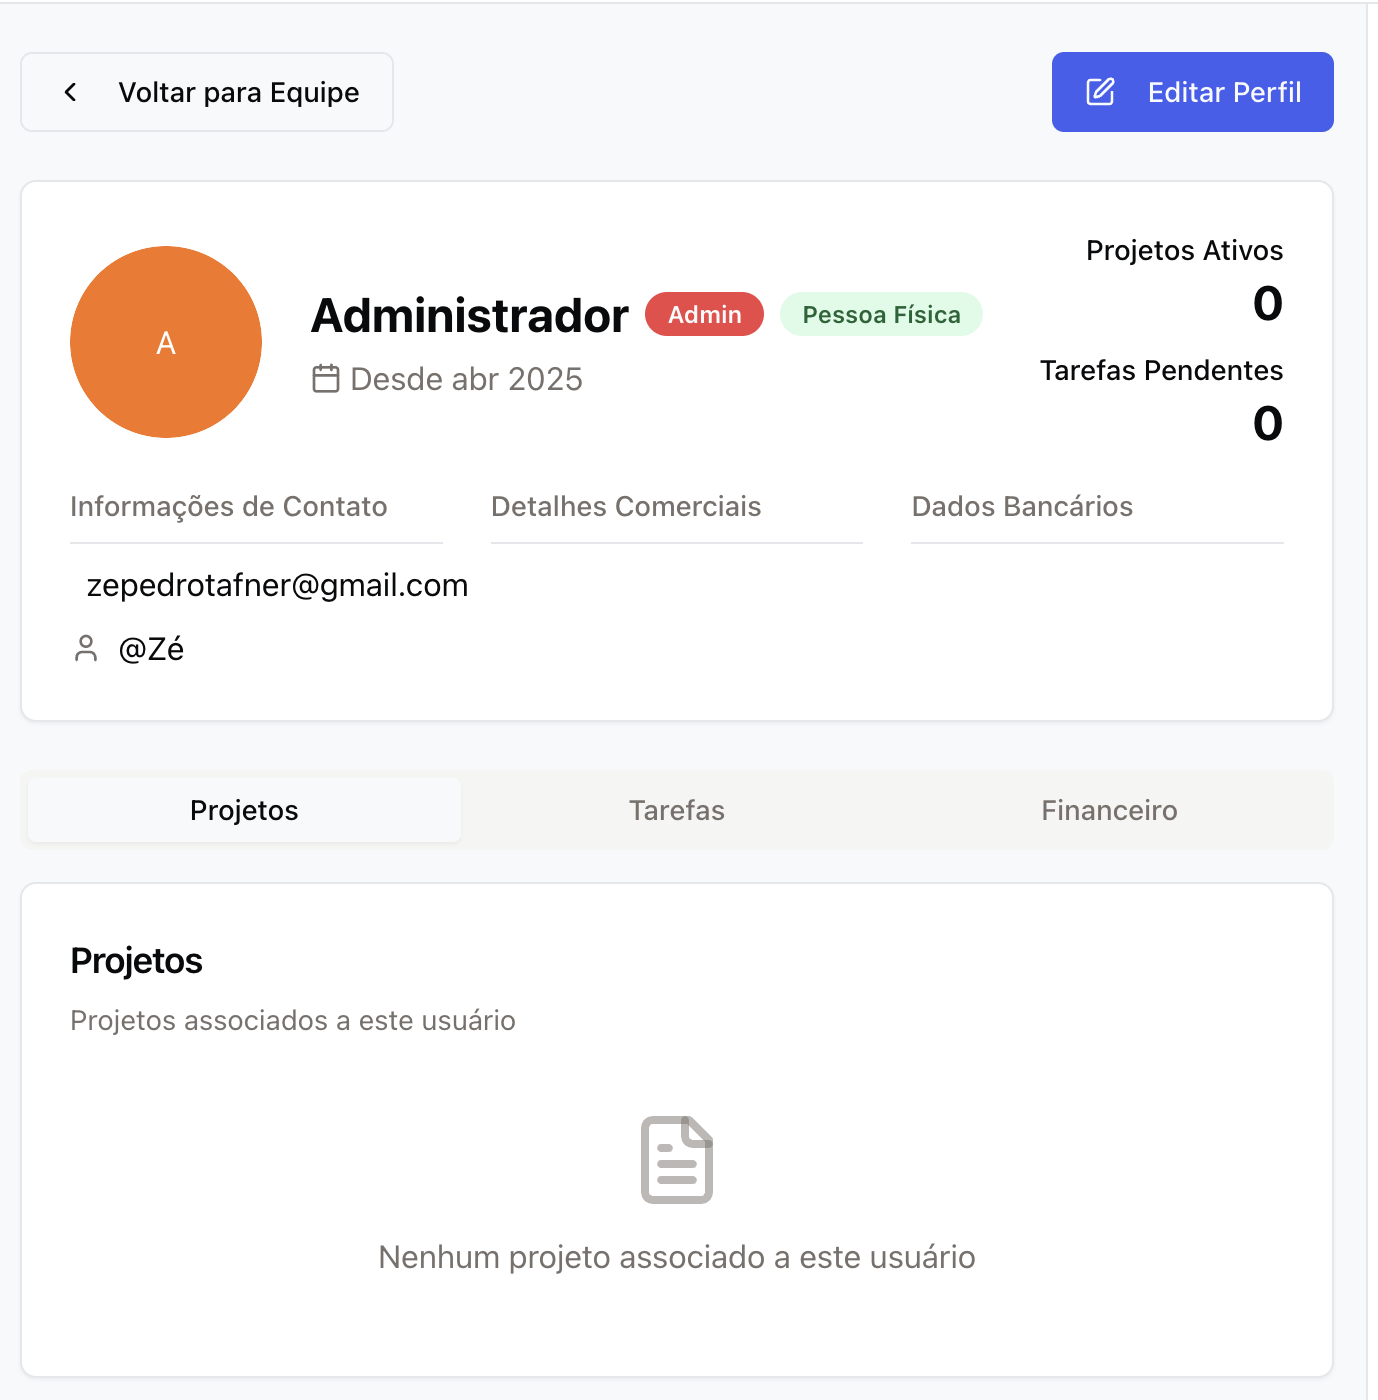 Voltar para Equipe
Editar Perfil
A
Administrador Admin Pessoa Física
Desde abr 2025
Projetos Ativos
0
Tarefas Pendentes
0
Informações de Contato
zepedrotafner@gmail.com
@Zé
Detalhes Comerciais
Dados Bancários
Projetos Tarefas Financeiro
Projetos
Projetos associados a este usuário
Nenhum projeto associado a este usuário